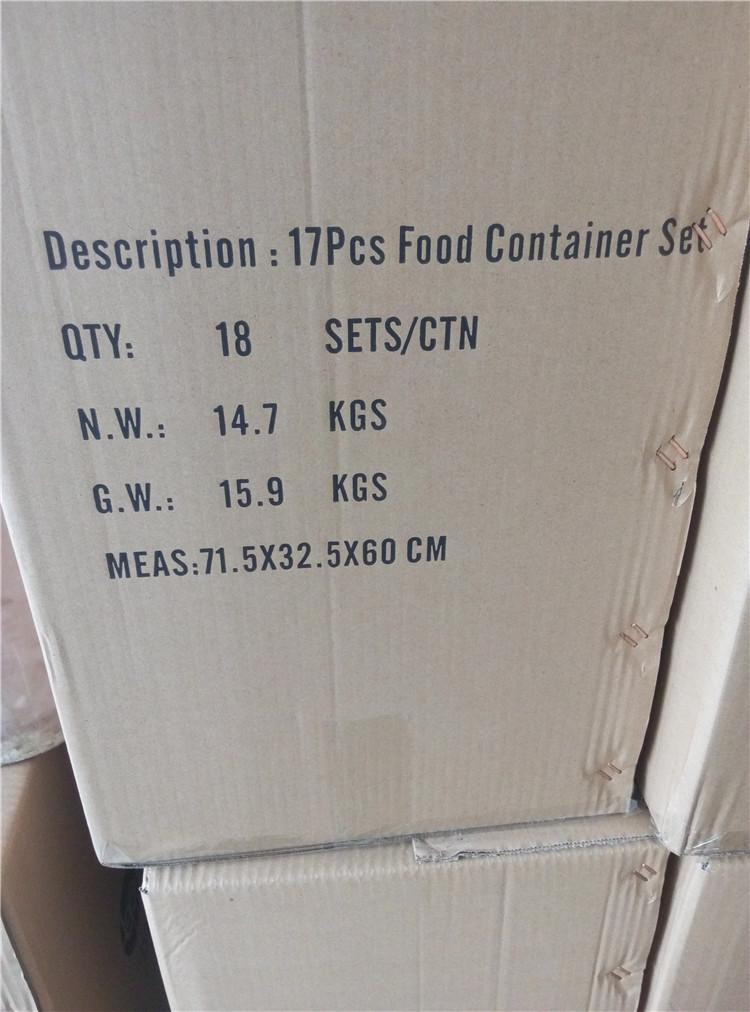 Description : 17Pcs Food Container Set
QTY: 18 SETS/CTN
N.W.: 14.7 KGS
G.W.: 15.9 KGS
MEAS:71.5X32.5X60 CM